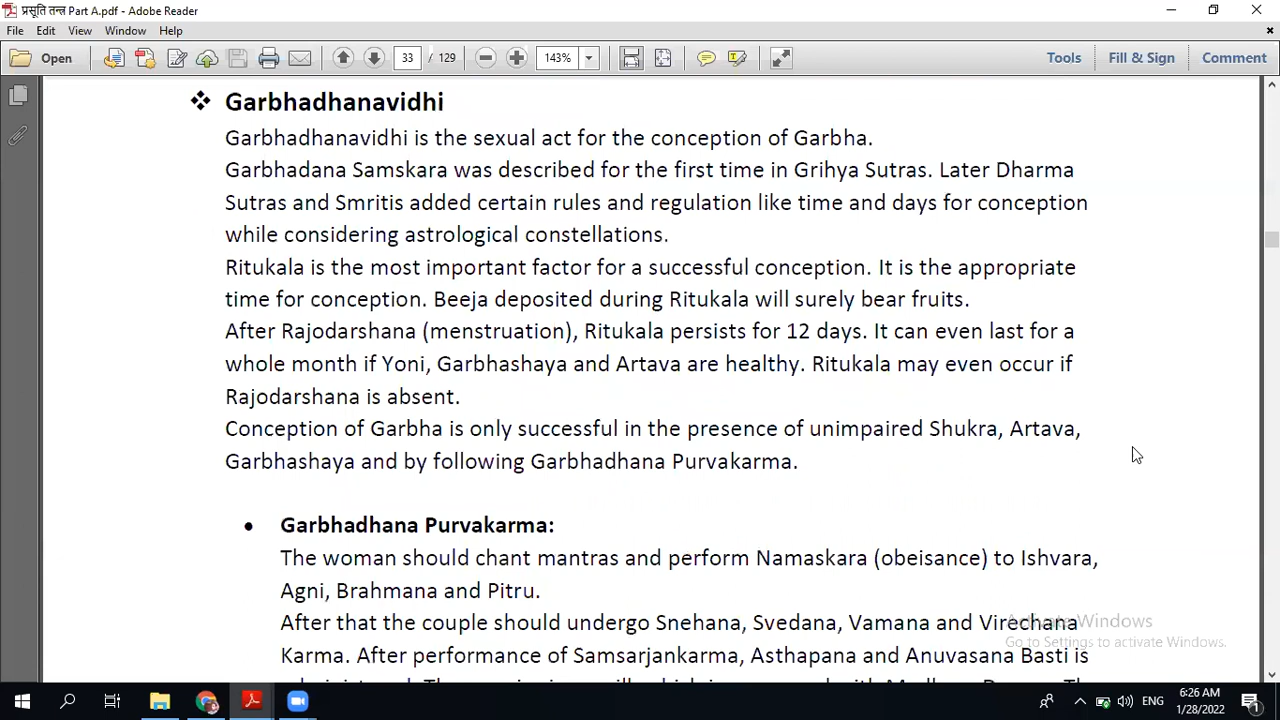 प्रसूति तन्त्र Part A.pdf - Adobe Reader
File Edit View Window Help
Open 33 / 129 143% Tools Fill & Sign Comment
❖ Garbhadhanavidhi
Garbhadhanavidhi is the sexual act for the conception of Garbha.
Garbhadana Samskara was described for the first time in Grihya Sutras. Later Dharma
Sutras and Smritis added certain rules and regulation like time and days for conception
while considering astrological constellations.
Ritukala is the most important factor for a successful conception. It is the appropriate
time for conception. Beeja deposited during Ritukala will surely bear fruits.
After Rajodarshana (menstruation), Ritukala persists for 12 days. It can even last for a
whole month if Yoni, Garbhashaya and Artava are healthy. Ritukala may even occur if
Rajodarshana is absent.
Conception of Garbha is only successful in the presence of unimpaired Shukra, Artava,
Garbhashaya and by following Garbhadhana Purvakarma.
• Garbhadhana Purvakarma:
The woman should chant mantras and perform Namaskara (obeisance) to Ishvara,
Agni, Brahmana and Pitru.
After that the couple should undergo Snehana, Svedana, Vamana and Virechana
Karma. After performance of Samsarjankarma, Asthapana and Anuvasana Basti is
Activate Windows
Go to Settings to activate Windows.
ENG
6:26 AM
1/28/2022